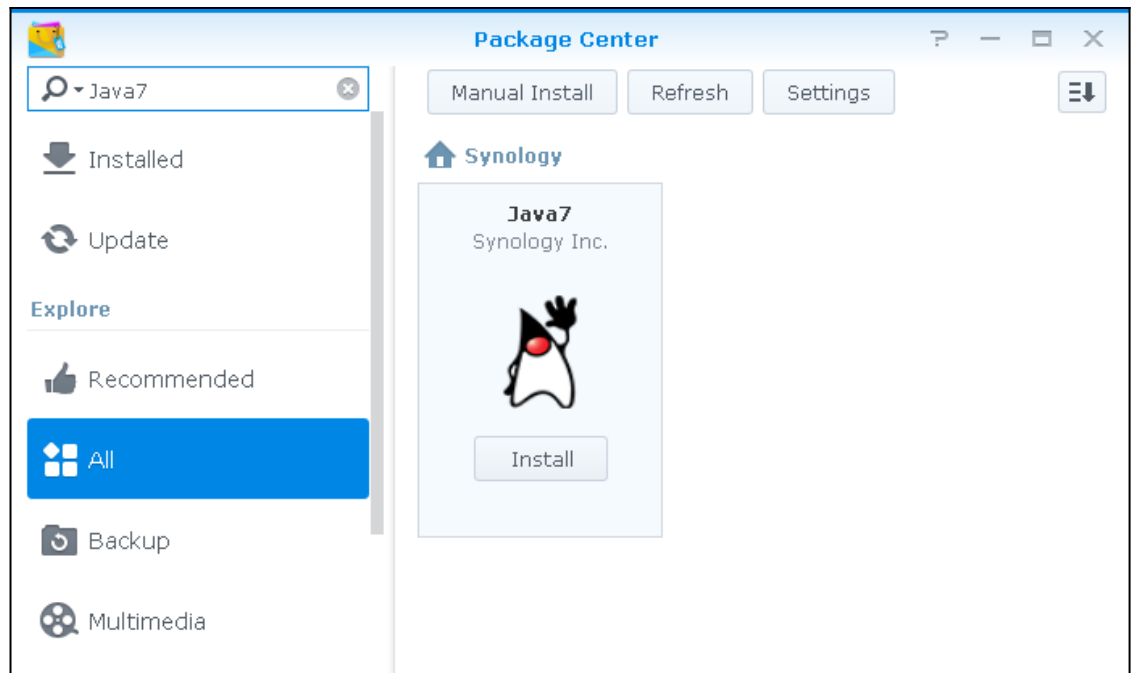 Package Center
Java7
Installed
Update
Explore
Recommended
All
Backup
Multimedia
Manual Install
Refresh
Settings
Synology
Java7
Synology Inc.
Install